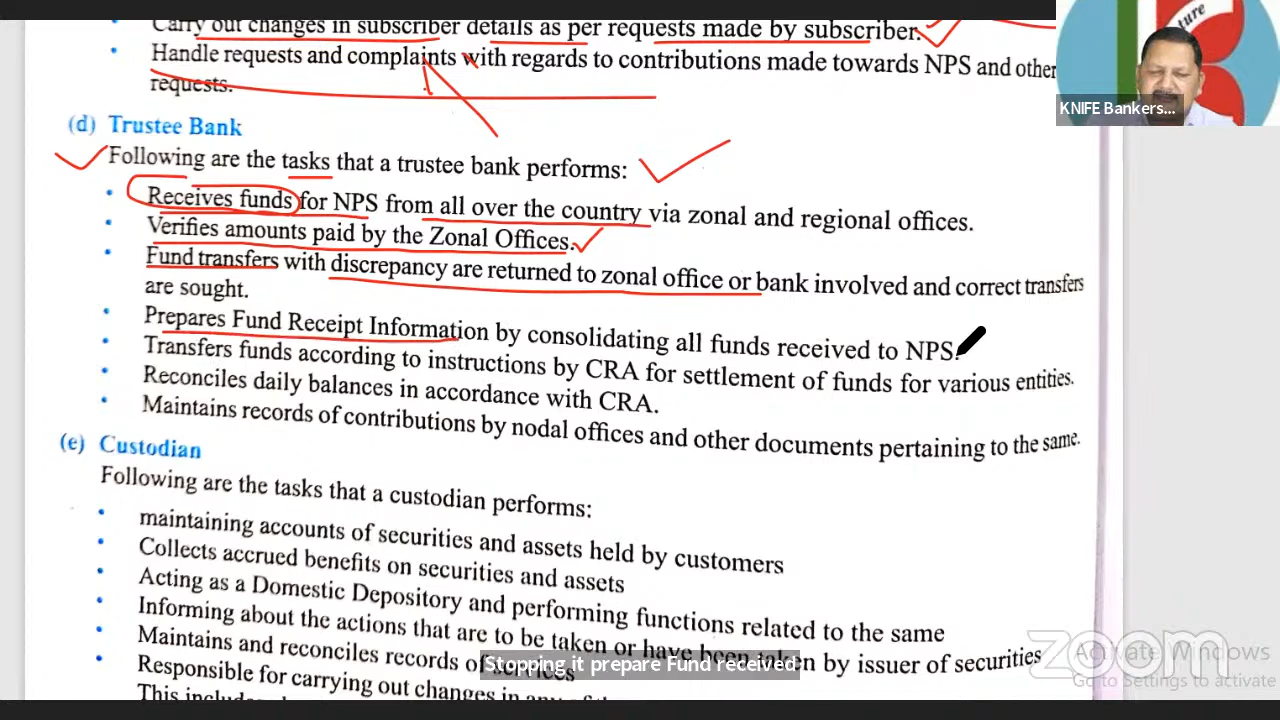 Carry out changes in subscriber details as per requests made by subscriber.
Handle requests and complaints with regards to contributions made towards NPS and other
requests.
ture
KNIFE Bankers...
(d) Trustee Bank
Following are the tasks that a trustee bank performs:
• Receives funds for NPS from all over the country via zonal and regional offices.
• Verifies amounts paid by the Zonal Offices.
• Fund transfers with discrepancy are returned to zonal office or bank involved and correct transfers
are sought.
• Prepares Fund Receipt Information by consolidating all funds received to NPS.
• Transfers funds according to instructions by CRA for settlement of funds for various entities.
• Reconciles daily balances in accordance with CRA.
• Maintains records of contributions by nodal offices and other documents pertaining to the same.
(e) Custodian
Following are the tasks that a custodian performs:
• maintaining accounts of securities and assets held by customers
• Collects accrued benefits on securities and assets
• Acting as a Domestic Depository and performing functions related to the same
• Informing about the actions that are to be taken or have been taken by issuer of securities
• Maintains and reconciles records of services
• Responsible for carrying out changes in any of
This
Stopping it prepare Fund received
zoom
Activate Windows
Go to Settings to activate